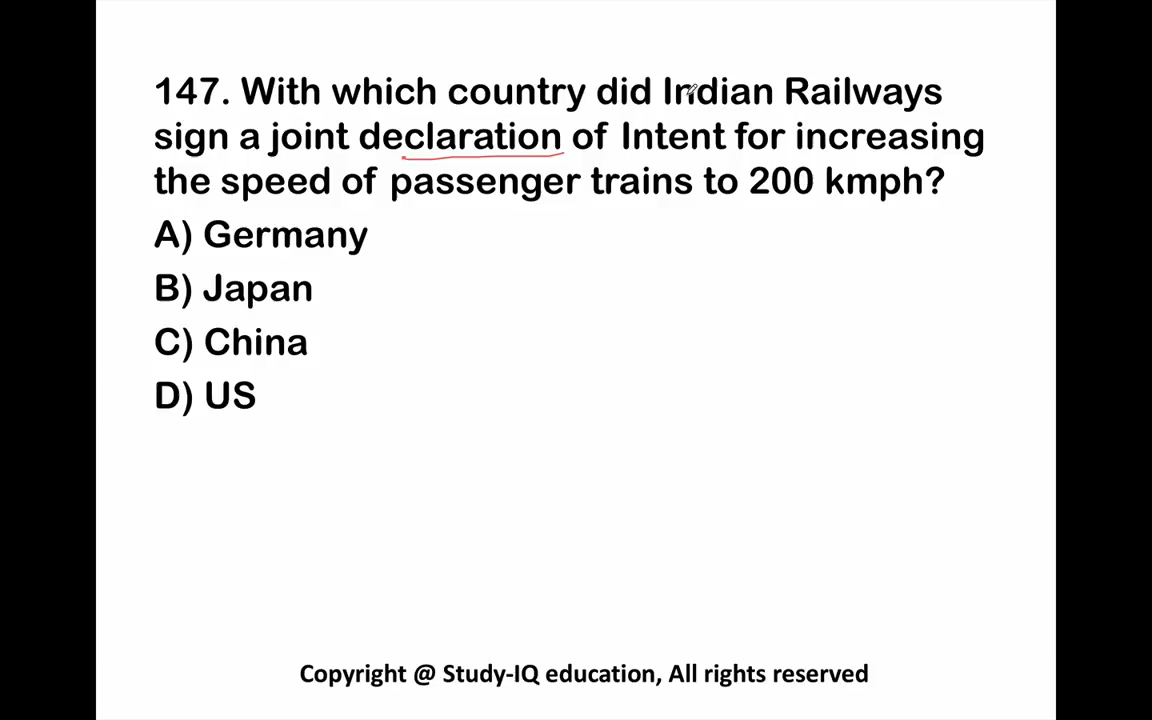 147. With which country did Indian Railways
sign a joint declaration of Intent for increasing
the speed of passenger trains to 200 kmph?
A) Germany
B) Japan
C) China
D) US
Copyright @ Study-IQ education, All rights reserved